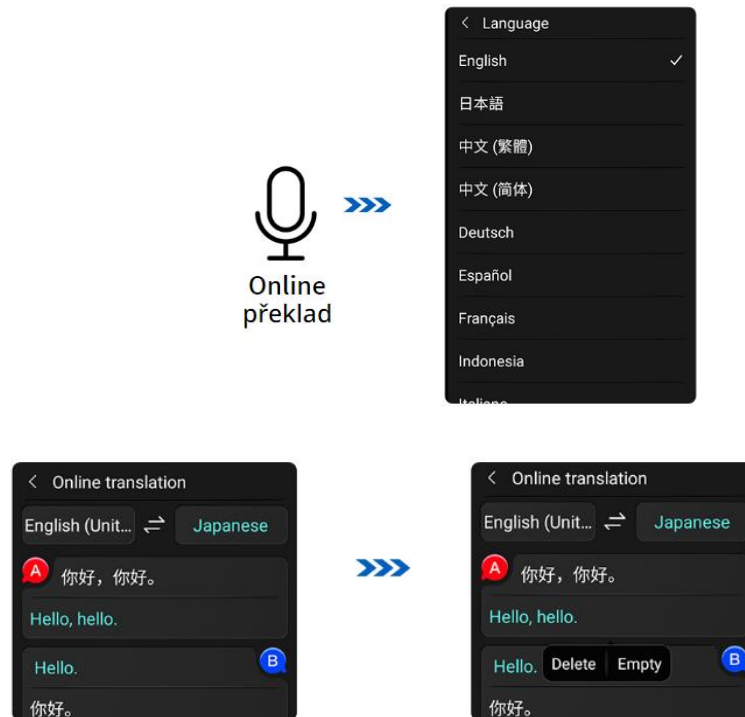 Language
English
日本語
中文 (繁體)
中文 (简体)
Deutsch
Español
Français
Indonesia
Italiano
Online
překlad
Online translation
English (Unit... Japanese
A 你好，你好。
Hello, hello.
Hello. B
你好。
Online translation
English (Unit... Japanese
A 你好，你好。
Hello, hello.
Hello. Delete Empty B
你好。